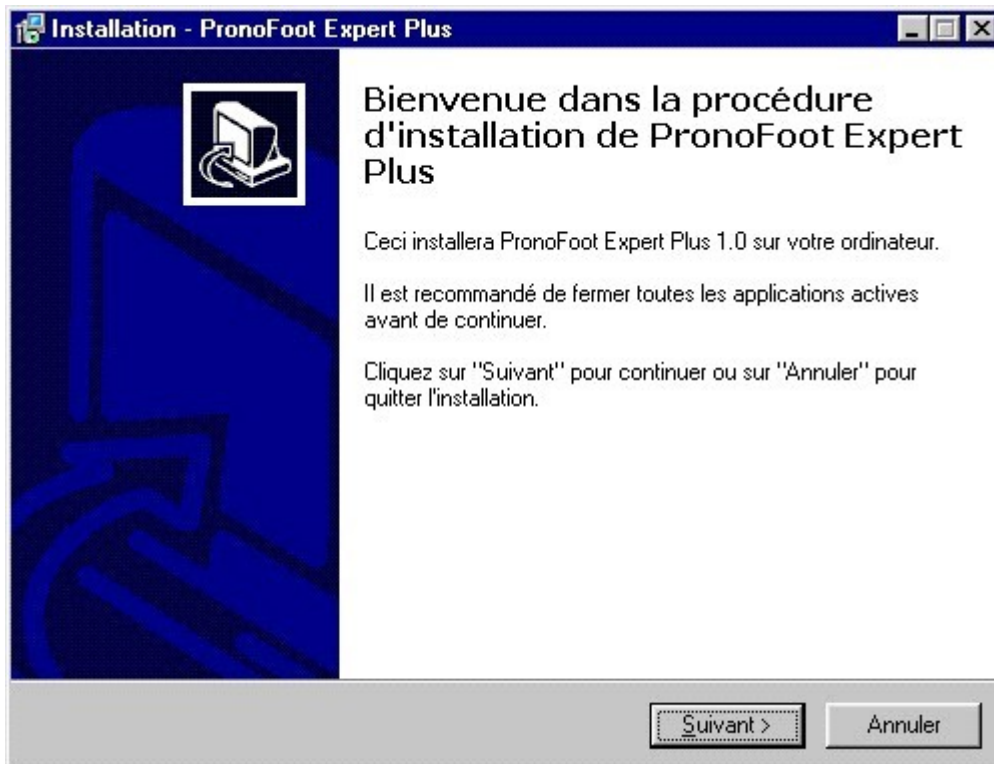 Installation - PronoFoot Expert Plus
Bienvenue dans la procédure
d'installation de PronoFoot Expert
Plus
Ceci installera PronoFoot Expert Plus 1.0 sur votre ordinateur.
Il est recommandé de fermer toutes les applications actives
avant de continuer.
Cliquez sur "Suivant" pour continuer ou sur "Annuler" pour
quitter l'installation.
Suivant >
Annuler